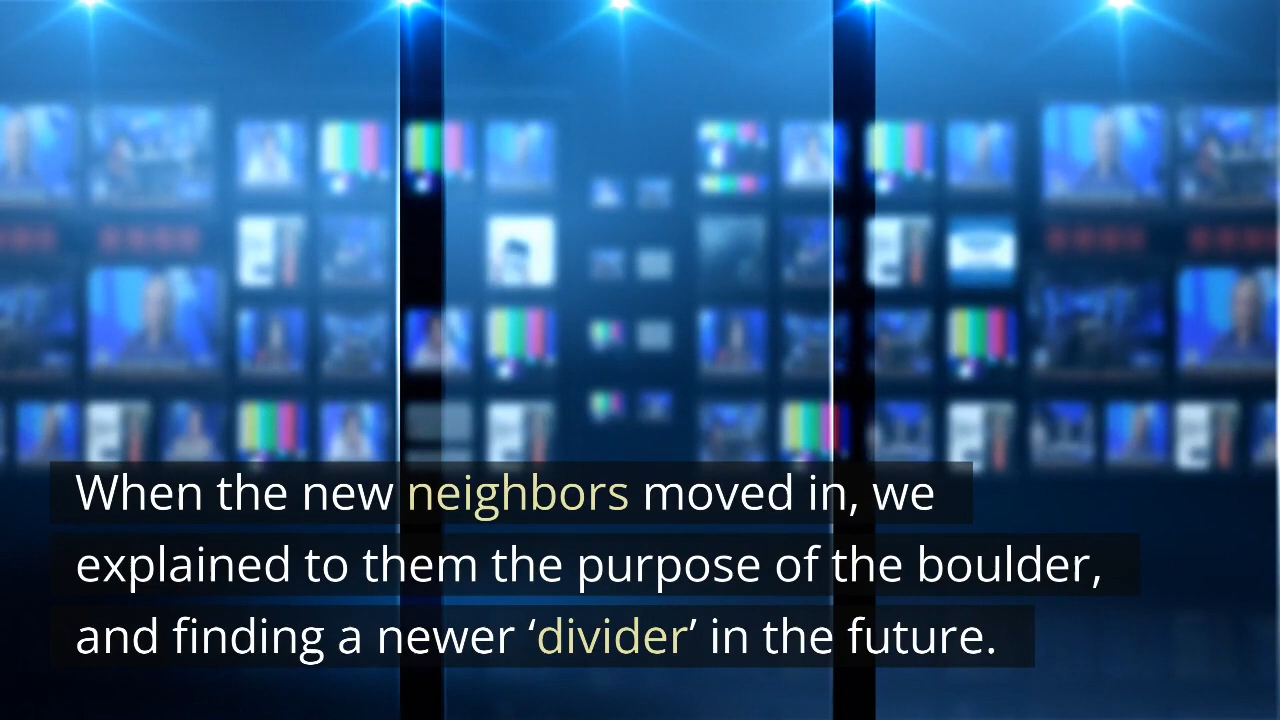 When the new neighbors moved in, we
explained to them the purpose of the boulder,
and finding a newer ‘divider’ in the future.